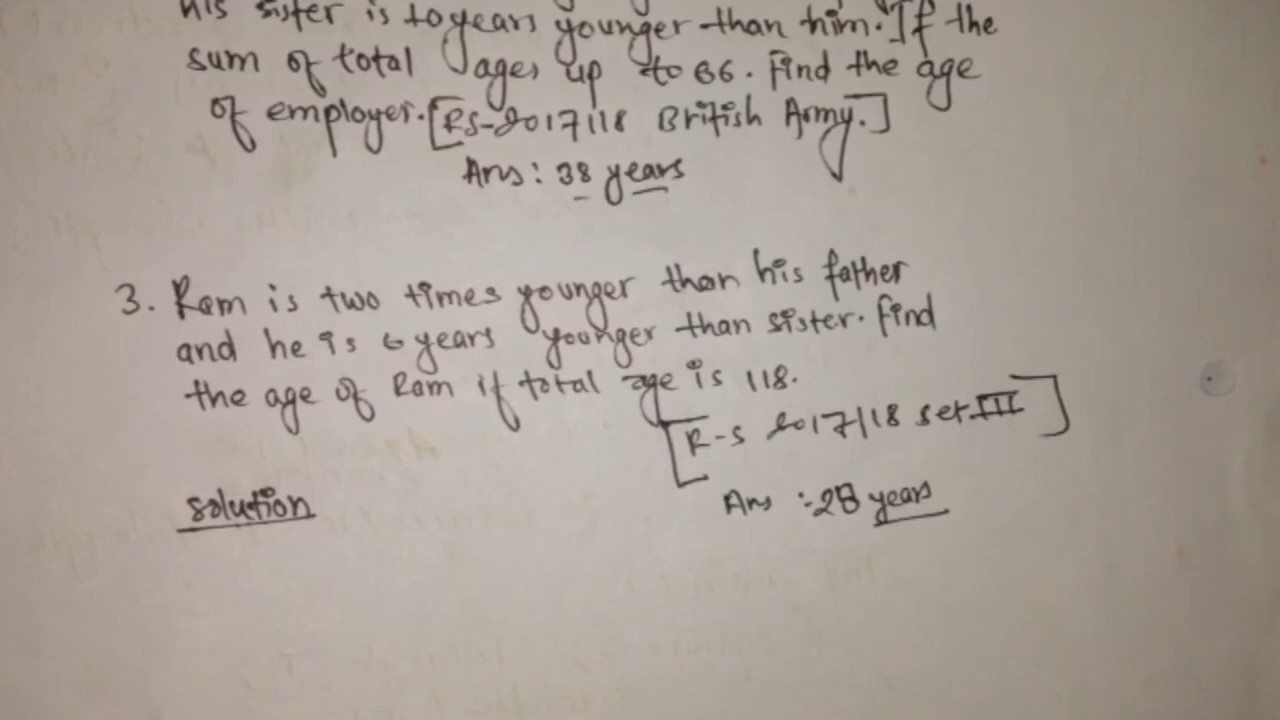 his sister is 10 years younger than him. If the
sum of total ages up to 66. Find the age
of employer. [RS-2017/18 British Army.]
Ans: 38 years
3. Ram is two times younger than his father
and he is 6 years younger than sister. find
the age of Ram if total age is 118.
[R-S 2017/18 set III]
solution
Ans :- 28 years